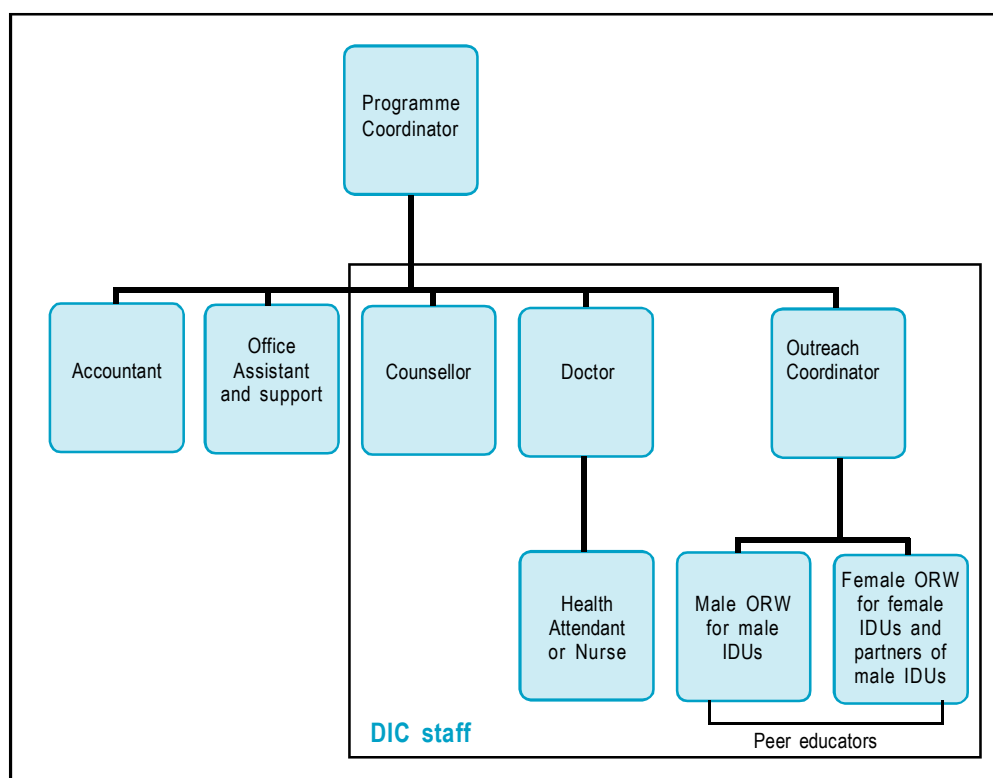 Programme
Coordinator
Accountant
Office
Assistant
and support
Counsellor
Doctor
Outreach
Coordinator
Health
Attendant
or Nurse
Male ORW
for male
IDUs
Female ORW
for female
IDUs and
partners of
male IDUs
DIC staff
Peer educators